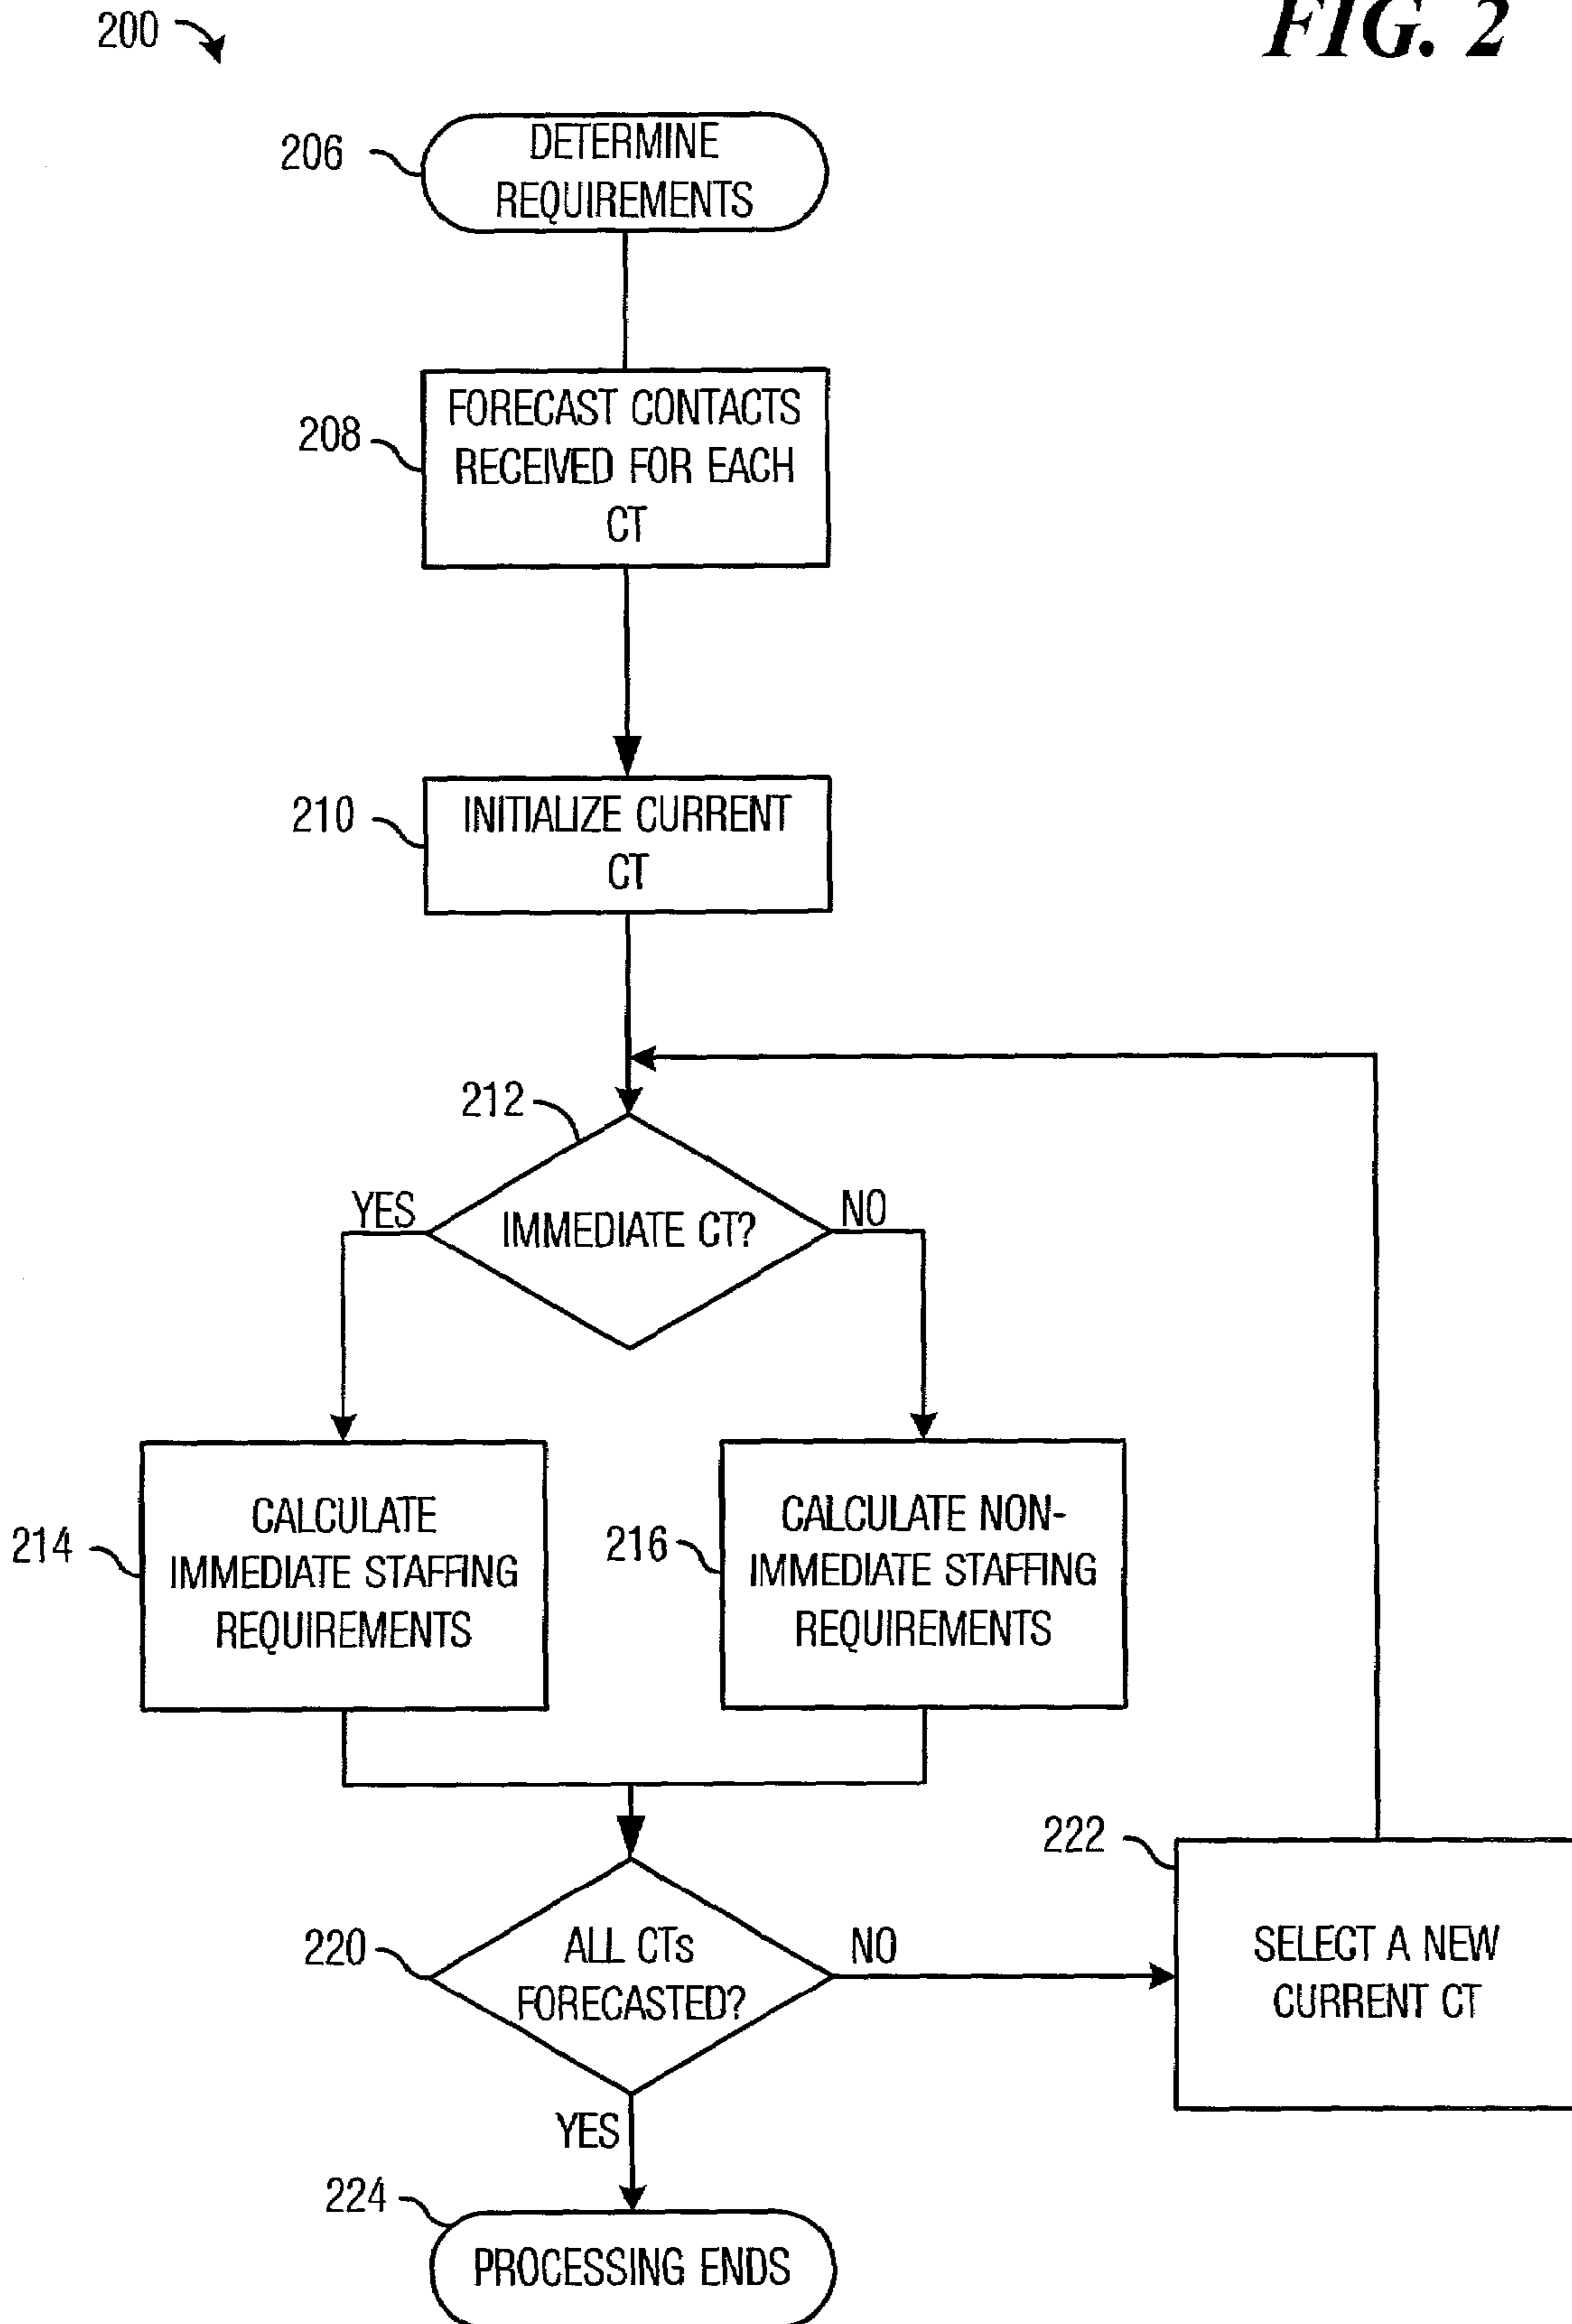 200
FIG. 2
206
DETERMINE
REQUIREMENTS
208
FORECAST CONTACTS
RECEIVED FOR EACH
CT
210
INITIALIZE CURRENT
CT
212
YES
IMMEDIATE CT?
NO
214
CALCULATE
IMMEDIATE STAFFING
REQUIREMENTS
216
CALCULATE NON-
IMMEDIATE STAFFING
REQUIREMENTS
220
ALL CTs
FORECASTED?
NO
222
SELECT A NEW
CURRENT CT
YES
224
PROCESSING ENDS